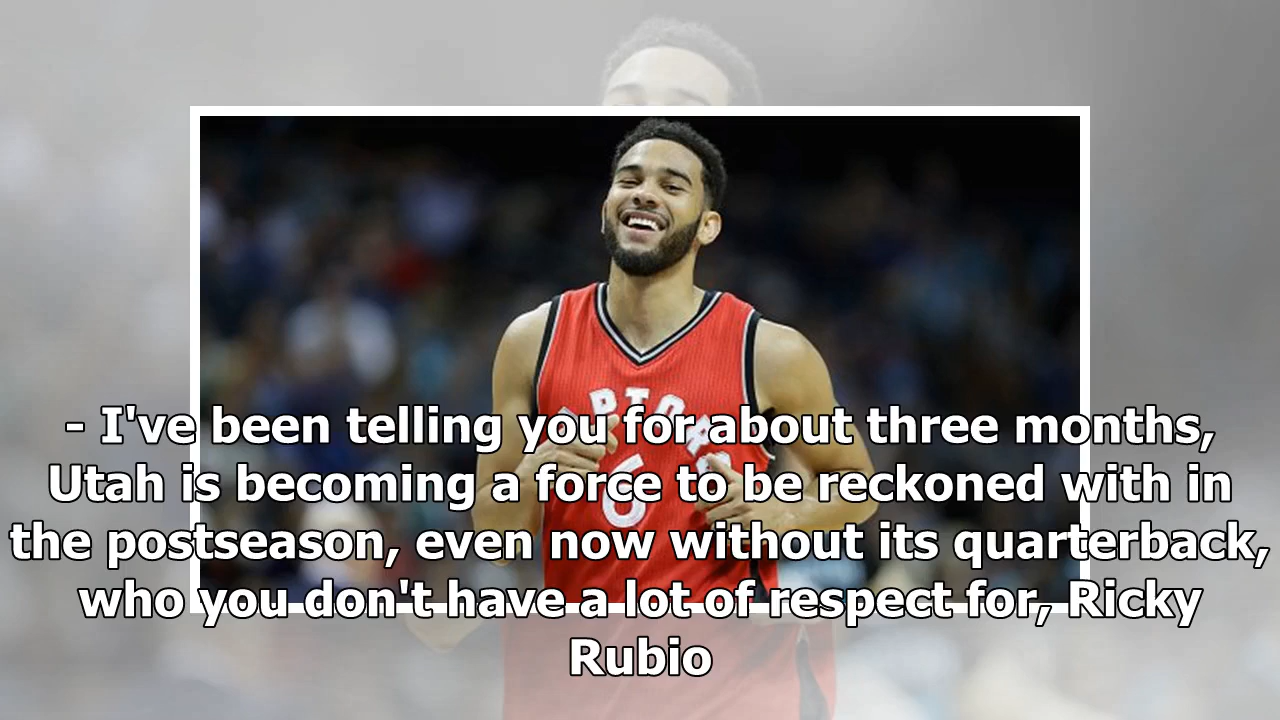 - I've been telling you for about three months,
Utah is becoming a force to be reckoned with in
the postseason, even now without its quarterback,
who you don't have a lot of respect for, Ricky
Rubio
6